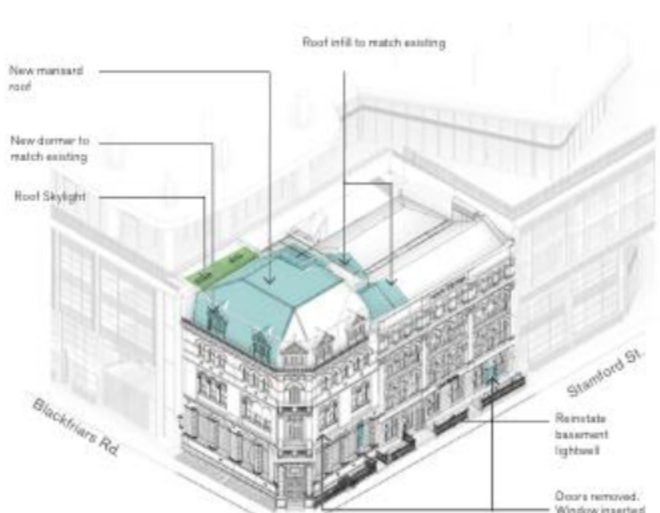 Roof infill to match existing
New mansard
roof
New dormer to
match existing
Roof Skylight
Blackfriars Rd.
Stamford St.
Reinstate
basement
lightwell
Doors removed.
Window inserted